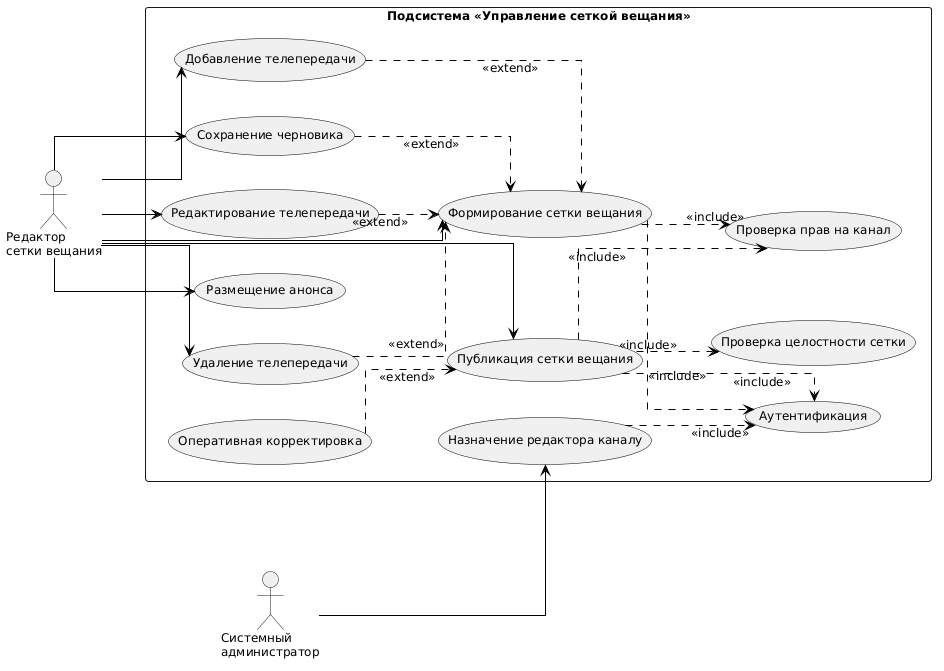 Подсистема «Управление сеткой вещания»
Добавление телепередачи
«extend»
Сохранение черновика
«extend»
Редактирование телепередачи
«extend»
Формирование сетки вещания
«include»
Проверка прав на канал
Редактор
сетки вещания
«include»
Размещение анонса
«extend»
Удаление телепередачи
Публикация сетки вещания
«include»
Проверка целостности сетки
«extend»
«include»
«include»
Аутентификация
Оперативная корректировка
Назначение редактора каналу
«include»
Системный
администратор